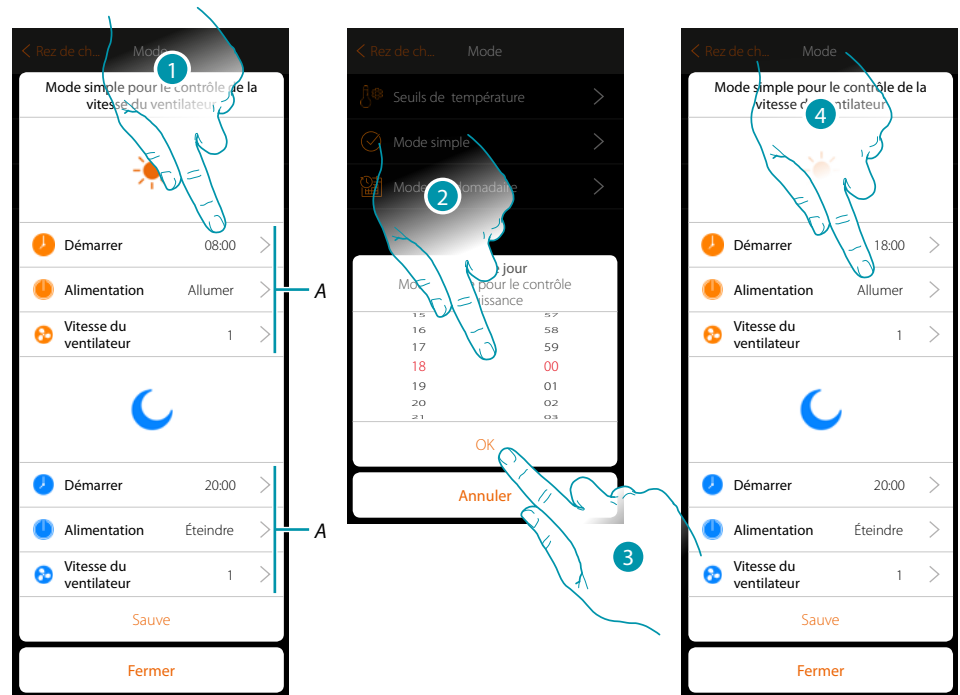 < Rez de ch... Mode
1
Mode simple pour le contrôle de la
vitesse du ventilateur
Démarrer 08:00
Alimentation Allumer
A
Vitesse du
ventilateur 1
Démarrer 20:00
Alimentation Éteindre
A
Vitesse du
ventilateur 1
Sauve
Fermer
< Rez de ch... Mode
Seuils de température
Mode simple
2
jour
pour le contrôle
15 57
16 58
17 59
18 00
19 01
20 02
21 03
OK
Annuler
3
< Rez de ch... Mode
Mode simple pour le contrôle de la
4
vitesse
Démarrer 18:00
Alimentation Allumer
Vitesse du
ventilateur 1
Démarrer 20:00
Alimentation Éteindre
Vitesse du
ventilateur 1
Sauve
Fermer